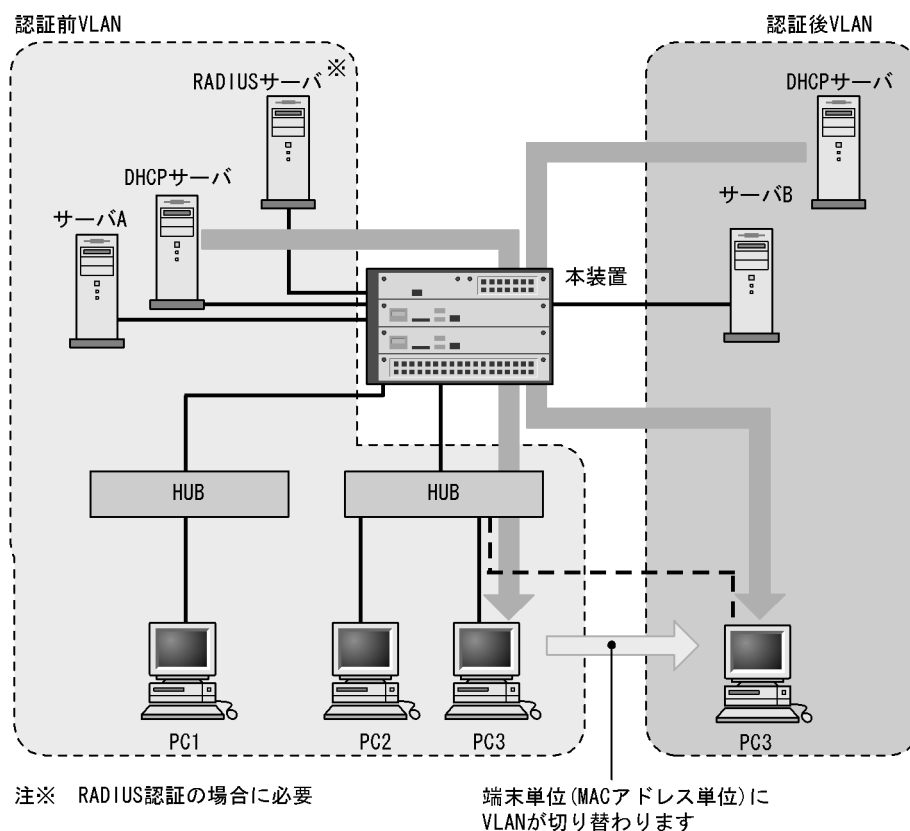 認証前VLAN
認証後VLAN
RADIUSサーバ※
DHCPサーバ
DHCPサーバ
サーバA
サーバB
本装置
HUB
HUB
PC1
PC2
PC3
PC3
注※ RADIUS認証の場合に必要
端末単位(MACアドレス単位)に
VLANが切り替わります